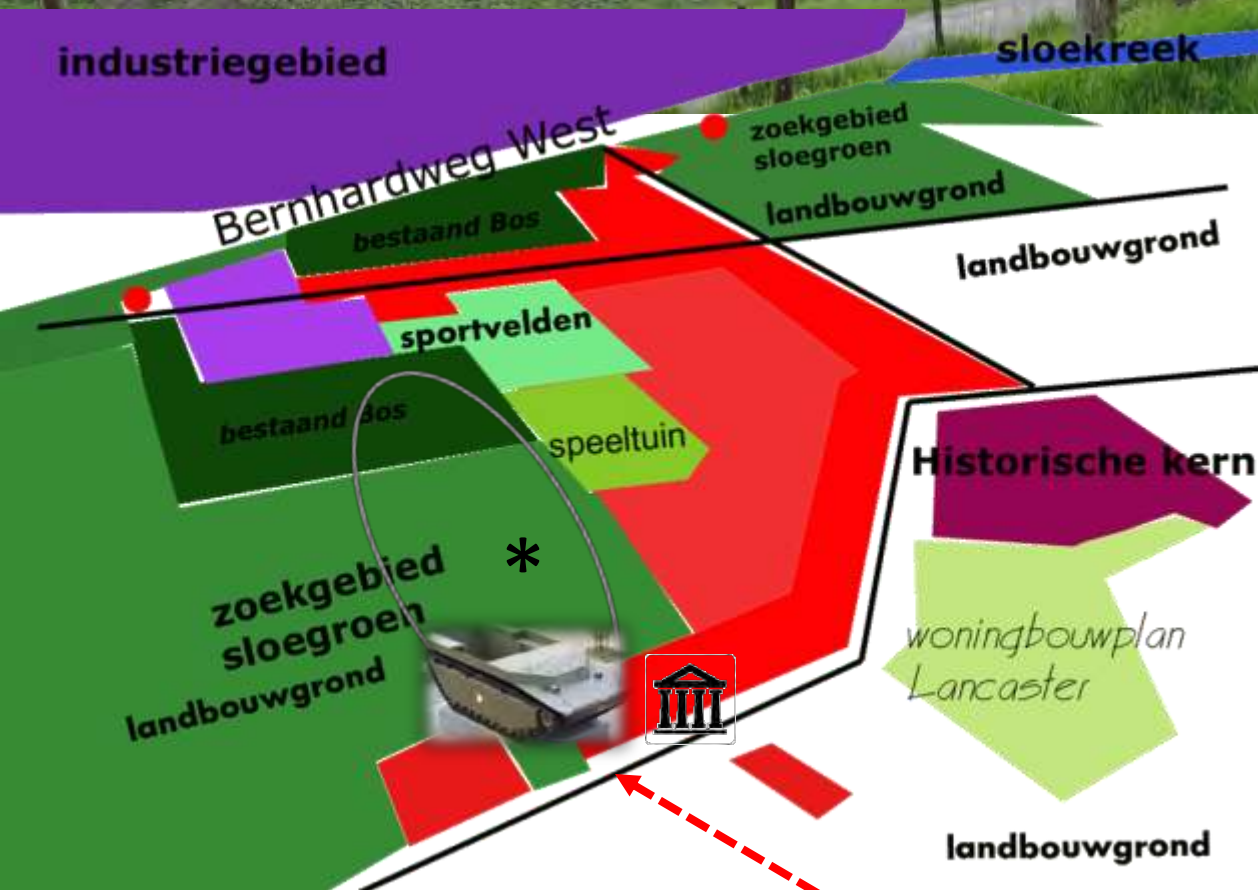 industriegebied
sloekreek
Bernhardweg West
zoekgebied
sloegroen
landbouwgrond
bestaand Bos
landbouwgrond
sportvelden
bestaand Bos
speeltuin
Historische kern
*
zoekgebied
sloegroen
landbouwgrond
woningbouwplan
Lancaster
landbouwgrond